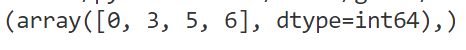 (array([0, 3, 5, 6], dtype=int64),)